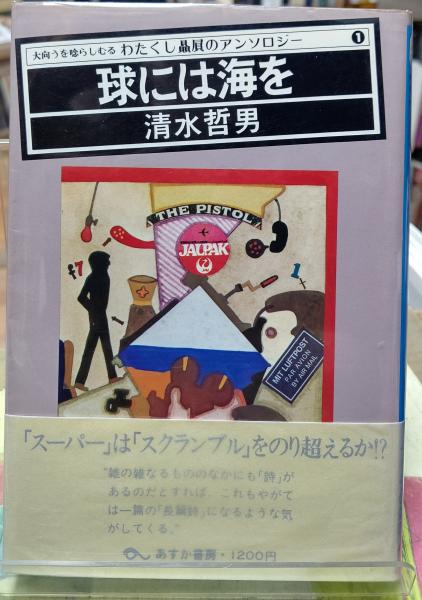 大向うを唸らしむる わたくし贔屓のアンソロジー ❶
球には海を
清水哲男
THE PISTOL
JALPAK
7
1
MIT LUFTPOST
PAR AVION
BY AIR MAIL
「スーパー」は「スクランブル」をのり超えるか!?
“雑の雑なるもののなかにも「詩」が
あるのだとすれば、これもやがて
は一篇の「長篇詩」になるような気
がしてくる。”
あすか書房・1200円